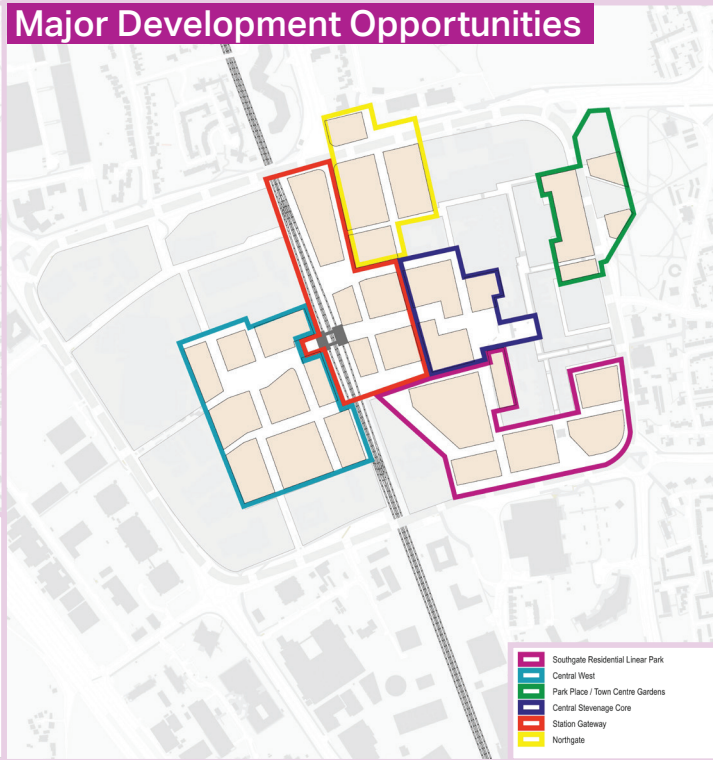 Major Development Opportunities
Southgate Residential Linear Park
Central West
Park Place / Town Centre Gardens
Central Stevenage Core
Station Gateway
Northgate